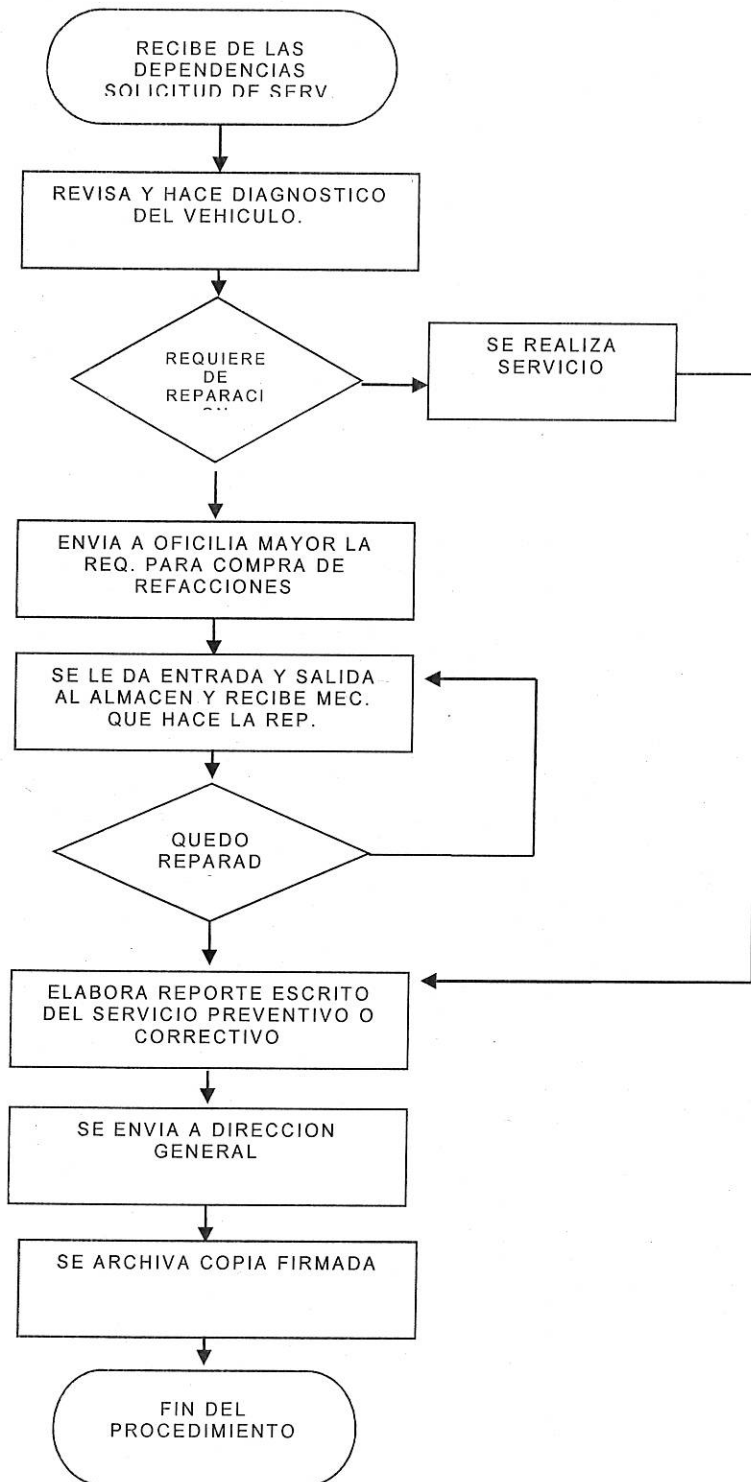 RECIBE DE LAS
DEPENDENCIAS
SOLICITUD DE SERV.
REVISA Y HACE DIAGNOSTICO
DEL VEHICULO.
REQUIERE
DE
REPARACI
SE REALIZA
SERVICIO
ENVIA A OFICILIA MAYOR LA
REQ. PARA COMPRA DE
REFACCIONES
SE LE DA ENTRADA Y SALIDA
AL ALMACEN Y RECIBE MEC.
QUE HACE LA REP.
QUEDO
REPARAD
ELABORA REPORTE ESCRITO
DEL SERVICIO PREVENTIVO O
CORRECTIVO
SE ENVIA A DIRECCION
GENERAL
SE ARCHIVA COPIA FIRMADA
FIN DEL
PROCEDIMIENTO